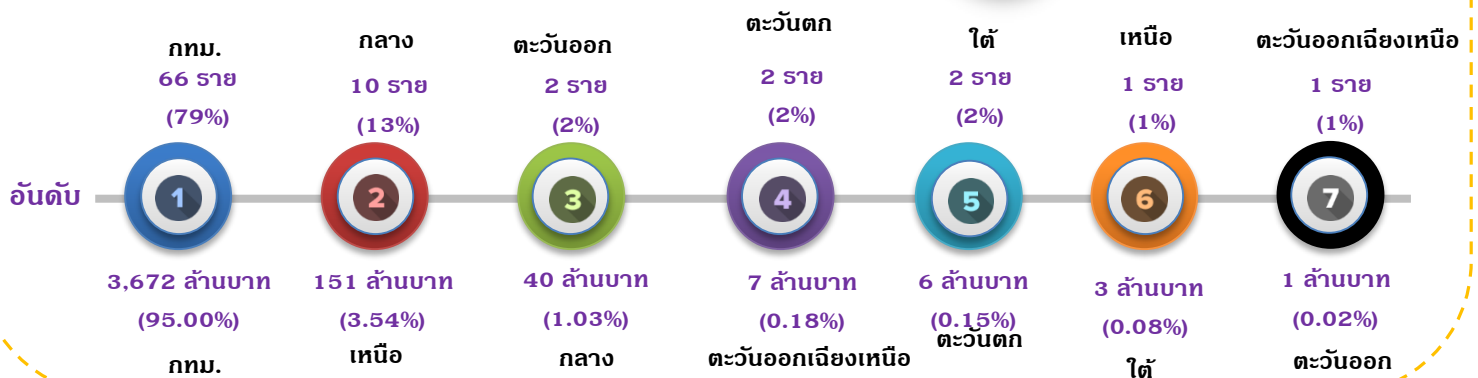 กทม. กลาง ตะวันออก ตะวันตก ใต้ เหนือ ตะวันออกเฉียงเหนือ
66 ราย 10 ราย 2 ราย 2 ราย 2 ราย 1 ราย 1 ราย
(79%) (13%) (2%) (2%) (2%) (1%) (1%)
อันดับ 1 2 3 4 5 6 7
3,672 ล้านบาท 151 ล้านบาท 40 ล้านบาท 7 ล้านบาท 6 ล้านบาท 3 ล้านบาท 1 ล้านบาท
(95.00%) (3.54%) (1.03%) (0.18%) (0.15%) (0.08%) (0.02%)
กทม. เหนือ กลาง ตะวันออกเฉียงเหนือ ตะวันตก ใต้ ตะวันออก